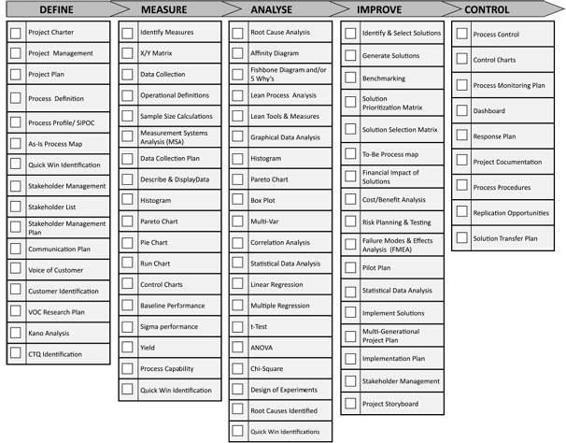 DEFINE
Project Charter
Project Management
Project Plan
Process Definition
Process Profile/ SIPOC
As-Is Process Map
Quick Win Identification
Stakeholder Management
Stakeholder List
Stakeholder Management
Plan
Communication Plan
Voice of Customer
Customer Identification
VOC Research Plan
Kano Analysis
CTQ Identification
MEASURE
Identify Measures
X/Y Matrix
Data Collection
Operational Definitions
Sample Size Calculations
Measurement Systems
Analysis (MSA)
Data Collection Plan
Describe & DisplayData
Histogram
Pareto Chart
Pie Chart
Run Chart
Control Charts
Baseline Performance
Sigma performance
Yield
Process Capability
Quick Win Identification
ANALYSE
Root Cause Analysis
Affinity Diagram
Fishbone Diagram and/or
5 Why's
Lean Process Analysis
Lean Tools & Measures
Graphical Data Analysis
Histogram
Pareto Chart
Box Plot
Multi-Var
Correlation Analysis
Statistical Data Analysis
Linear Regression
Multiple Regression
t-Test
ANOVA
Chi-Square
Design of Experiments
Root Causes Identified
Quick Win Identifications
IMPROVE
Identify & Select Solutions
Generate Solutions
Benchmarking
Solution
Prioritization Matrix
Solution Selection Matrix
To-Be Process map
Financial Impact of
Solutions
Cost/Benefit Analysis
Risk Planning & Testing
Failure Modes & Effects
Analysis (FMEA)
Pilot Plan
Statistical Data Analysis
Implement Solutions
Multi-Generational
Project Plan
Implementation Plan
Stakeholder Management
Project Storyboard
CONTROL
Process Control
Control Charts
Process Monitoring Plan
Dashboard
Response Plan
Project Documentation
Process Procedures
Replication Opportunities
Solution Transfer Plan